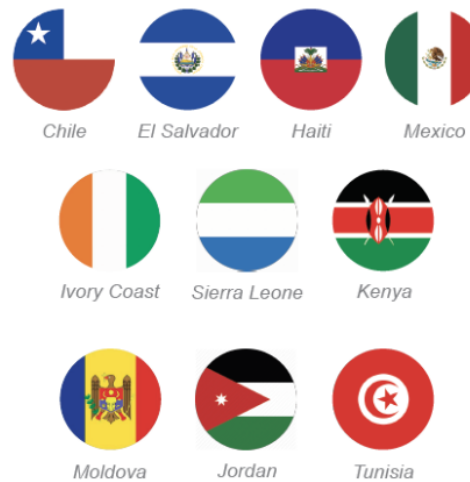 Chile El Salvador Haiti Mexico
Ivory Coast Sierra Leone Kenya
Moldova Jordan Tunisia